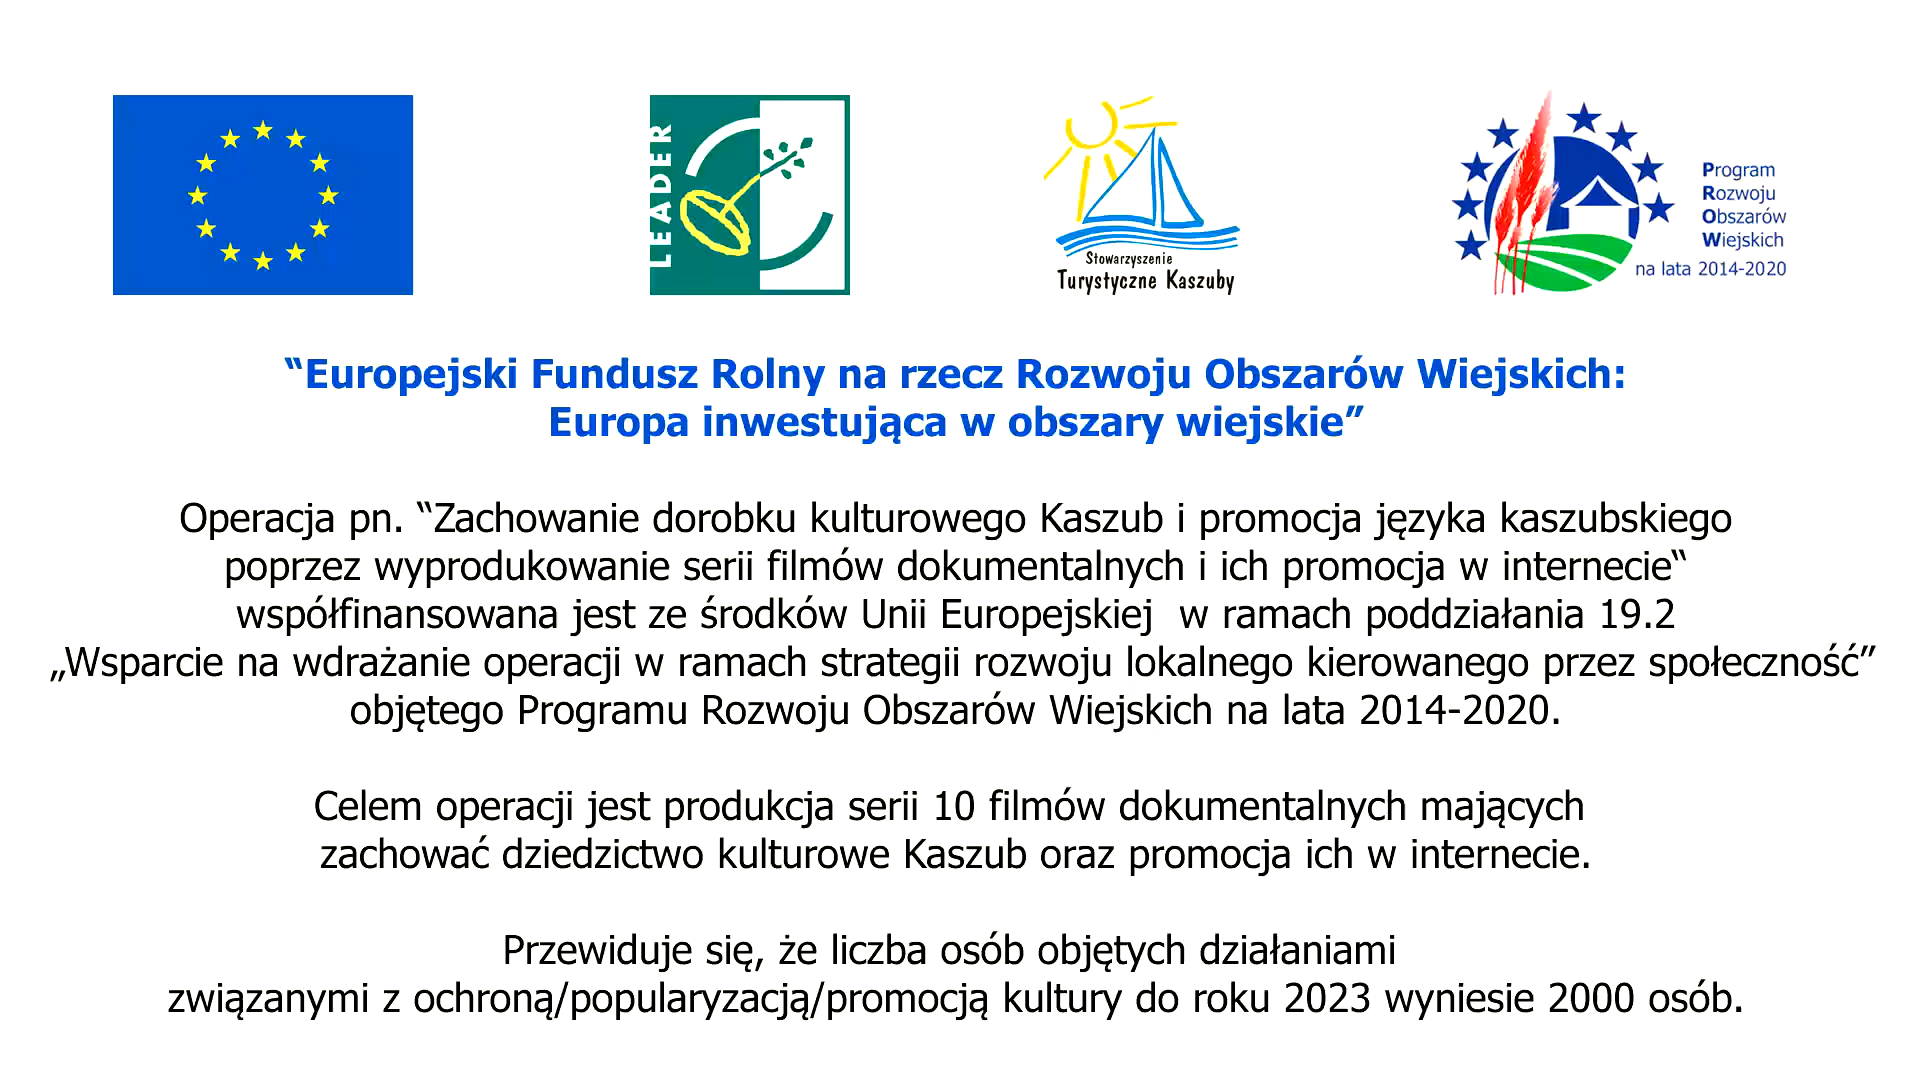 LEADER
Stowarzyszenie
Turystyczne Kaszuby
Program
Rozwoju
Obszarów
Wiejskich
na lata 2014-2020
“Europejski Fundusz Rolny na rzecz Rozwoju Obszarów Wiejskich:
Europa inwestująca w obszary wiejskie”
Operacja pn. “Zachowanie dorobku kulturowego Kaszub i promocja języka kaszubskiego
poprzez wyprodukowanie serii filmów dokumentalnych i ich promocja w internecie“
współfinansowana jest ze środków Unii Europejskiej  w ramach poddziałania 19.2
„Wsparcie na wdrażanie operacji w ramach strategii rozwoju lokalnego kierowanego przez społeczność”
objętego Programu Rozwoju Obszarów Wiejskich na lata 2014-2020.
Celem operacji jest produkcja serii 10 filmów dokumentalnych mających
zachować dziedzictwo kulturowe Kaszub oraz promocja ich w internecie.
Przewiduje się, że liczba osób objętych działaniami
związanymi z ochroną/popularyzacją/promocją kultury do roku 2023 wyniesie 2000 osób.